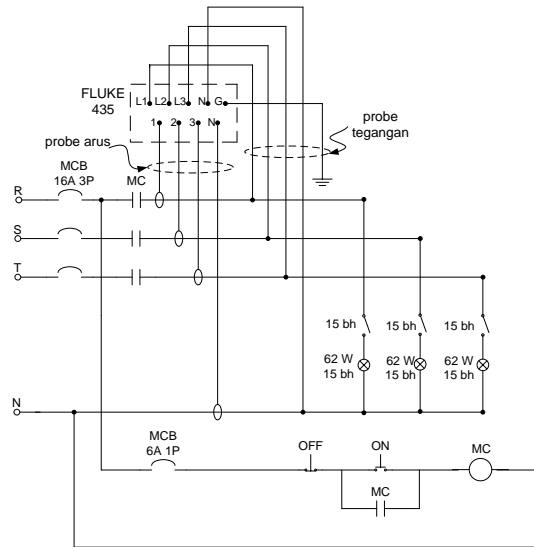 FLUKE
435
L1 L2 L3 N G
1 2 3 N
probe arus
probe
tegangan
MCB
16A 3P
MC
R
S
T
15 bh 15 bh 15 bh
62 W 62 W 62 W
15 bh 15 bh 15 bh
N
MCB
6A 1P
OFF ON MC
MC